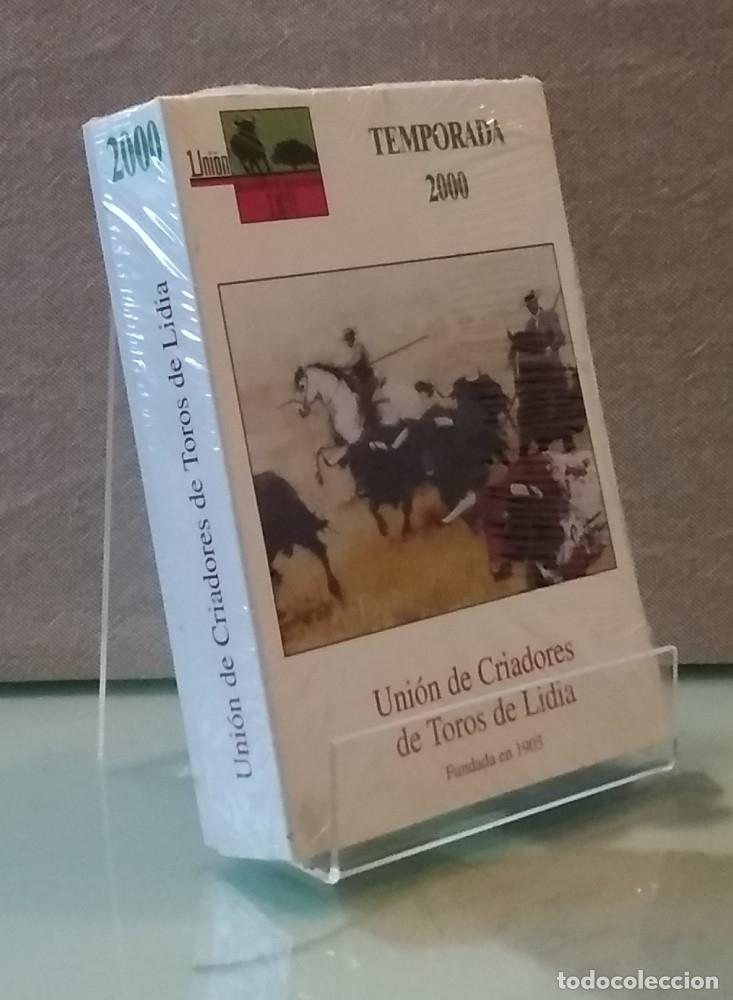 2000
Unión de Criadores de Toros de Lidia
Unión
TEMPORADA
2000
Unión de Criadores
de Toros de Lidia
Fundada en 1905
todocoleccion